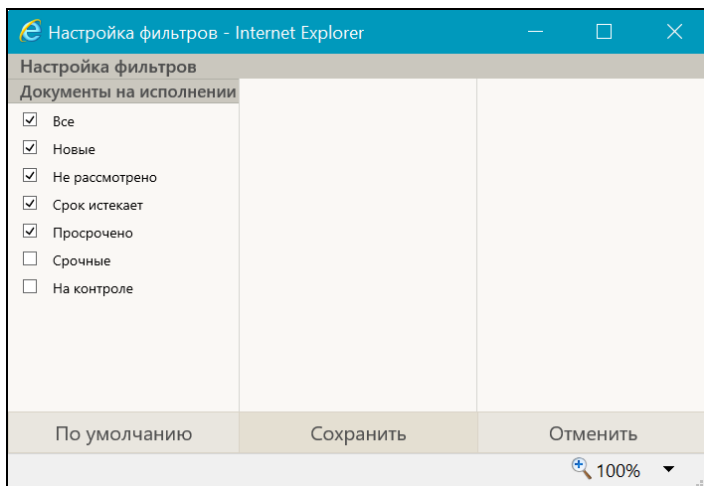 Настройка фильтров - Internet Explorer
Настройка фильтров
Документы на исполнении
Все
Новые
Не рассмотрено
Срок истекает
Просрочено
Срочные
На контроле
По умолчанию Сохранить Отменить
100%